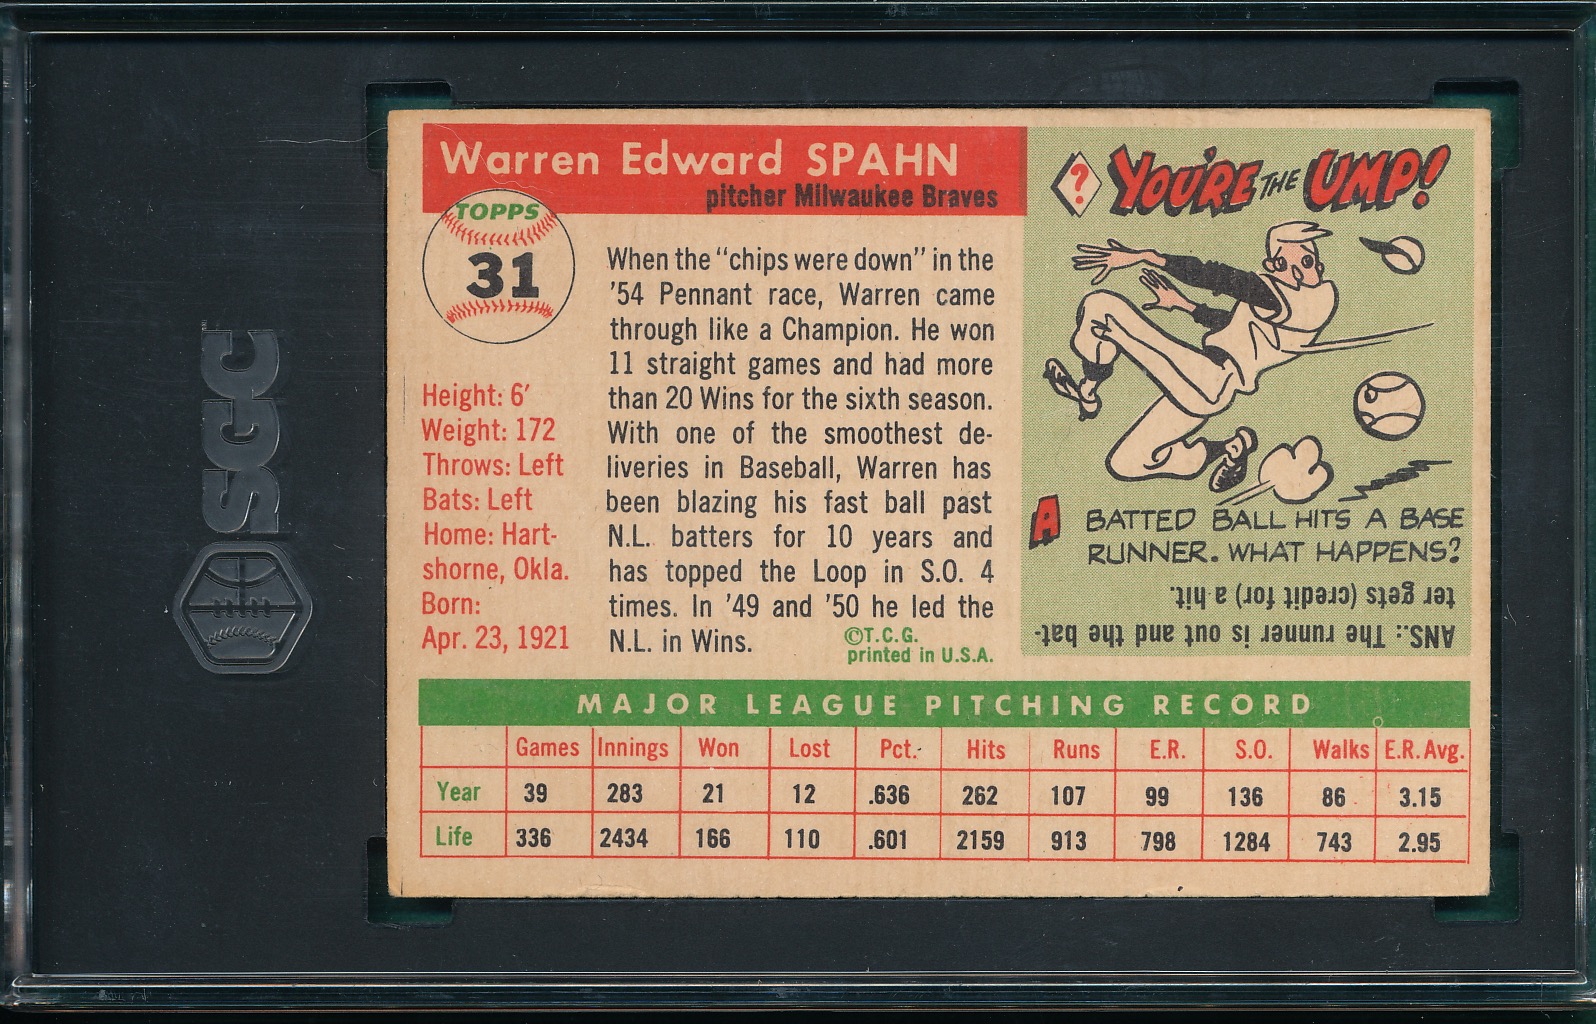 SGC
Warren Edward SPAHN
pitcher Milwaukee Braves
TOPPS
31
Height: 6′
Weight: 172
Throws: Left
Bats: Left
Home: Hart-
shorne, Okla.
Born:
Apr. 23, 1921
When the "chips were down" in the
'54 Pennant race, Warren came
through like a Champion. He won
11 straight games and had more
than 20 Wins for the sixth season.
With one of the smoothest de-
liveries in Baseball, Warren has
been blazing his fast ball past
N.L. batters for 10 years and
has topped the Loop in S.O. 4
times. In '49 and '50 he led the
N.L. in Wins.
©T.C.G.
printed in U.S.A.
? YOU'RE THE UMP!
A BATTED BALL HITS A BASE
RUNNER. WHAT HAPPENS?
ANS.: The runner is out and the bat-
ter gets (credit for) a hit.
MAJOR LEAGUE PITCHING RECORD
Games Innings Won Lost Pct. Hits Runs E.R. S.O. Walks E.R. Avg.
Year 39 283 21 12 .636 262 107 99 136 86 3.15
Life 336 2434 166 110 .601 2159 913 798 1284 743 2.95